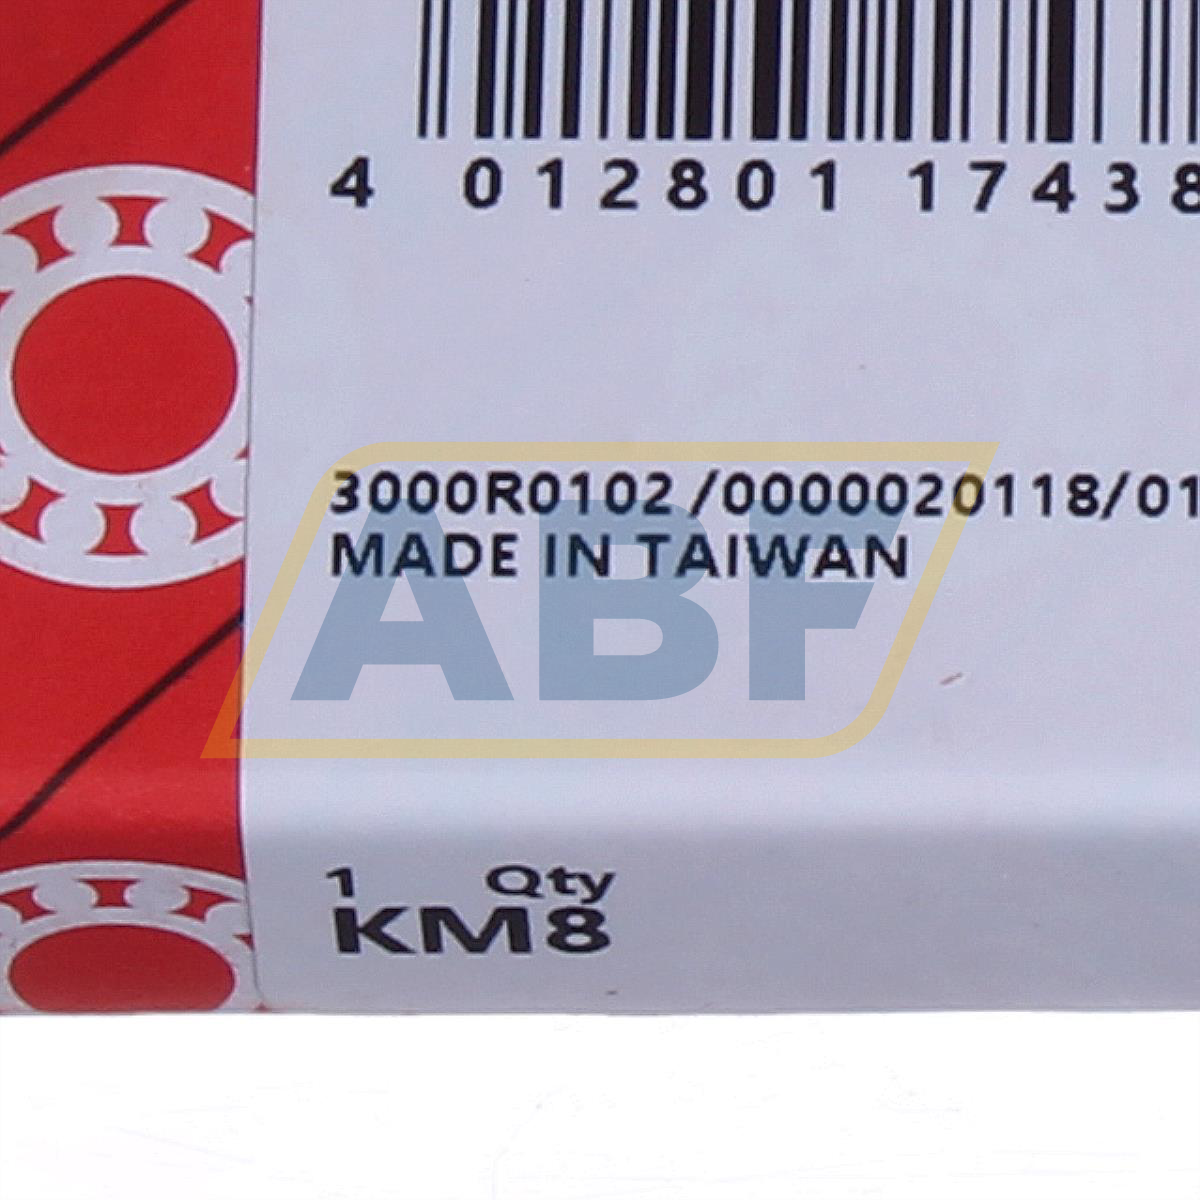 4 012801 17438
3000R0102 /0000020118/01
MADE IN TAIWAN
ABF
1 Qty
KM8